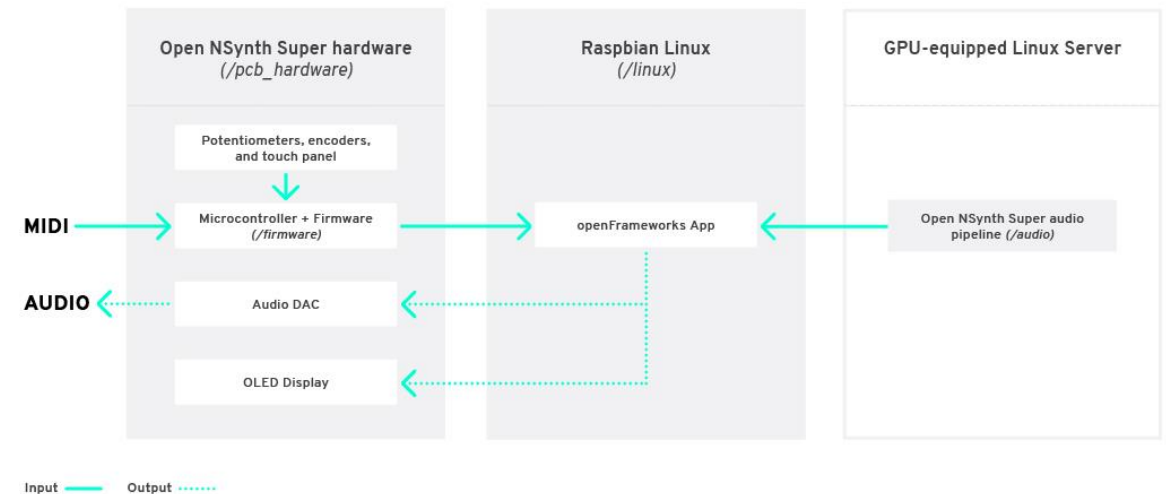 Open NSynth Super hardware
(/pcb_hardware)
Raspbian Linux
(/linux)
GPU-equipped Linux Server
Potentiometers, encoders,
and touch panel
MIDI
Microcontroller + Firmware
(/firmware)
openFrameworks App
Open NSynth Super audio
pipeline (/audio)
AUDIO
Audio DAC
OLED Display
Input
Output